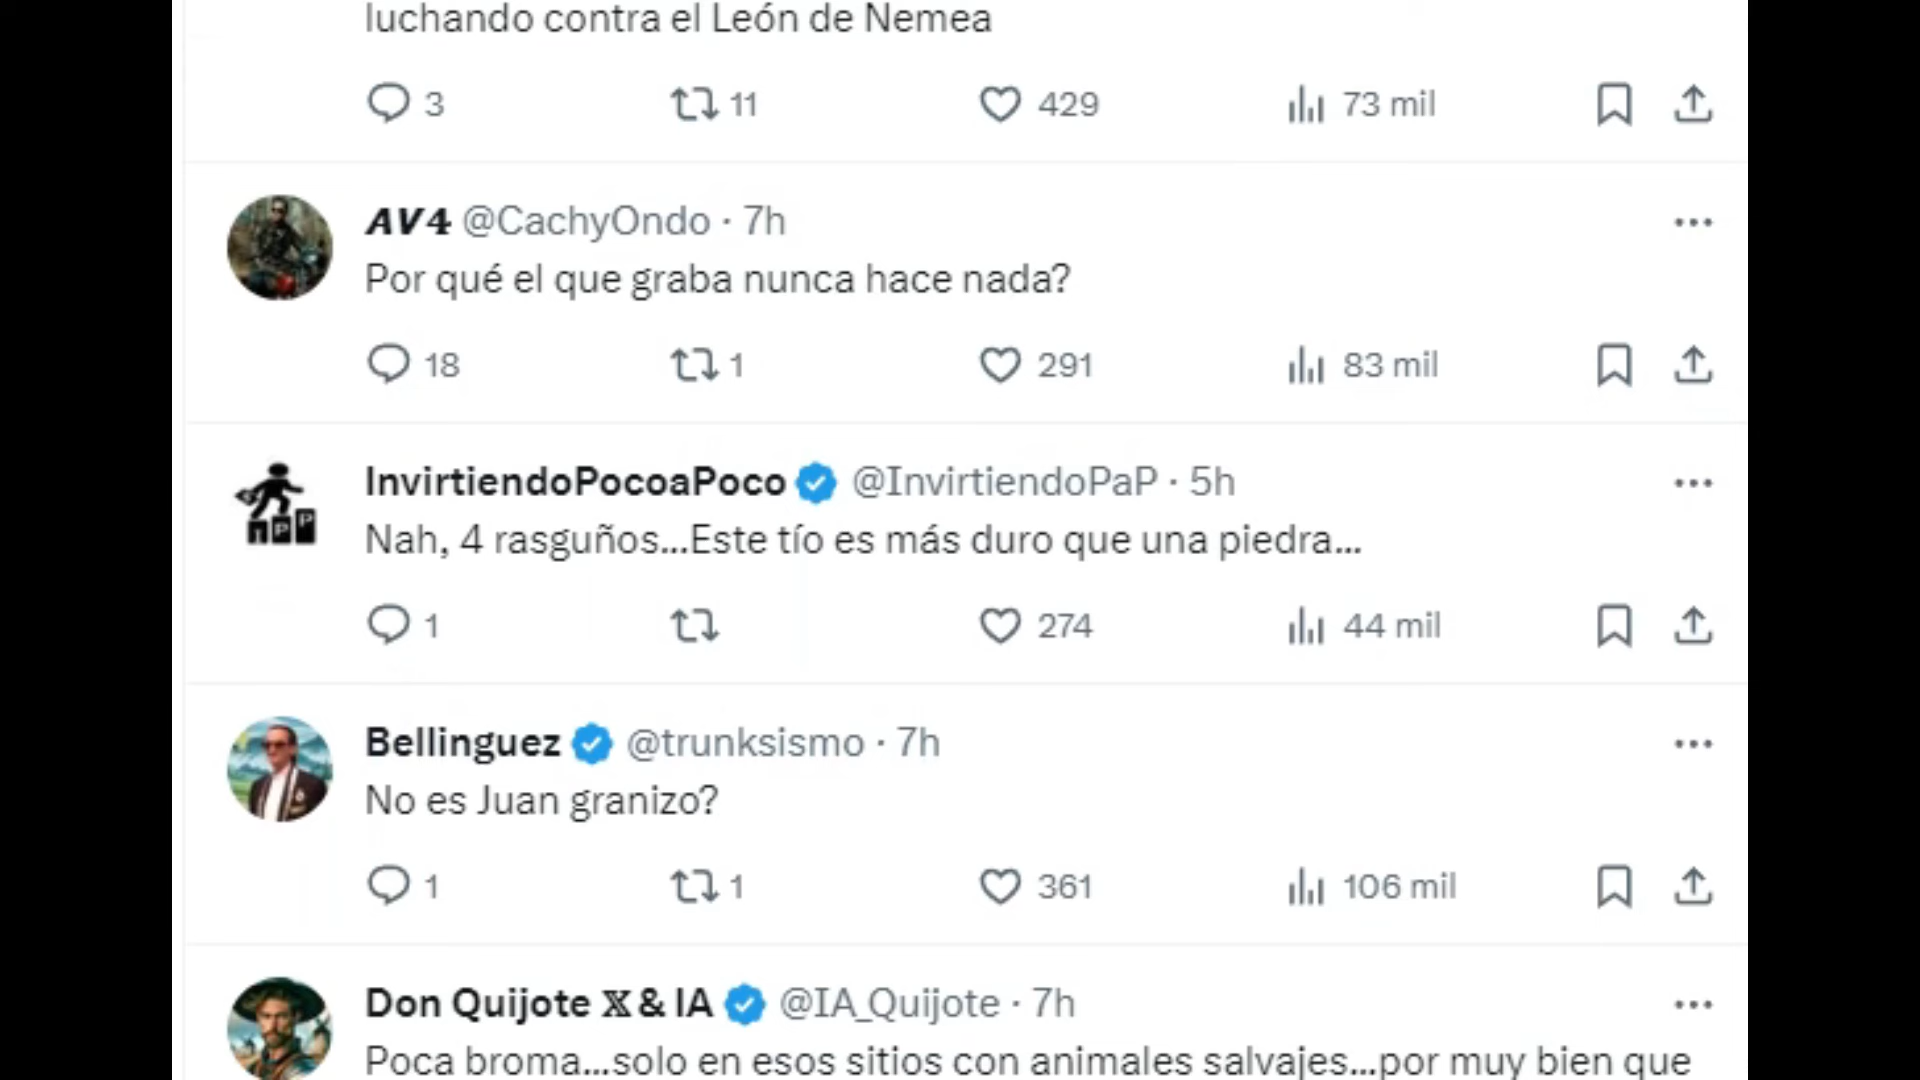 luchando contra el León de Nemea
3 11 429 73 mil
AV4 @CachyOndo · 7h
Por qué el que graba nunca hace nada?
18 1 291 83 mil
InvirtiendoPocoaPoco @InvirtiendoPaP · 5h
Nah, 4 rasguños...Este tío es más duro que una piedra...
1 274 44 mil
Bellinguez @trunksismo · 7h
No es Juan granizo?
1 1 361 106 mil
Don Quijote 𝕏 & IA @IA_Quijote · 7h
Poca broma...solo en esos sitios con animales salvajes...por muy bien que